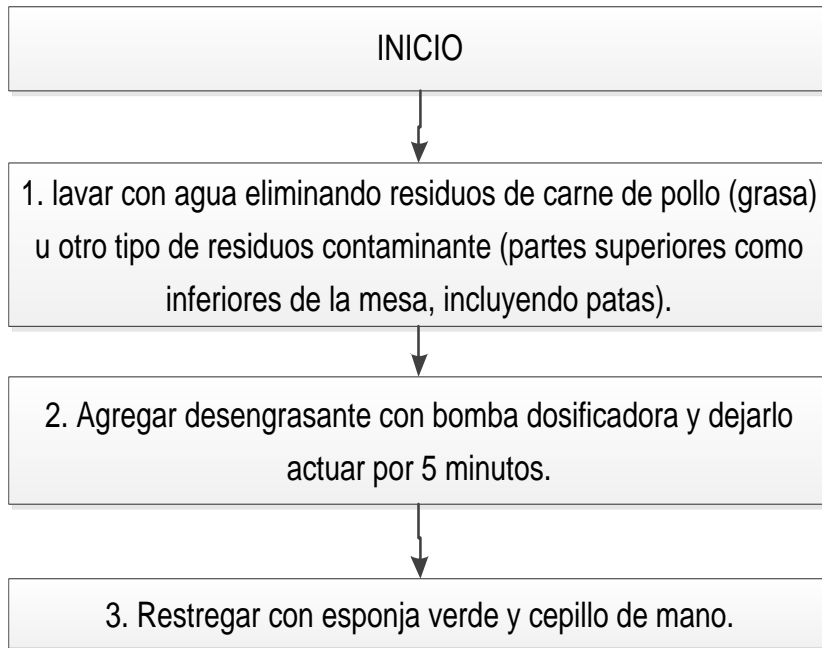 INICIO
1. lavar con agua eliminando residuos de carne de pollo (grasa)
u otro tipo de residuos contaminante (partes superiores como
inferiores de la mesa, incluyendo patas).
2. Agregar desengrasante con bomba dosificadora y dejarlo
actuar por 5 minutos.
3. Restregar con esponja verde y cepillo de mano.